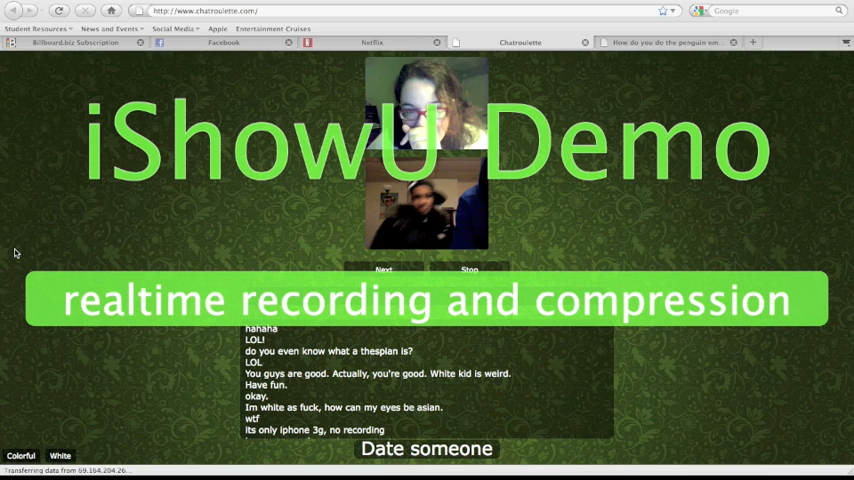 http://www.chatroulette.com/
Google
Student Resources
News and Events
Social Media
Apple
Entertainment Cruises
Billboard.biz Subscription
Facebook
Netflix
Chatroulette
How do you do the penguin em...
iShowU Demo
Next
Stop
realtime recording and compression
hahaha
LOL!
do you even know what a thespian is?
LOL
You guys are good. Actually, you're good. White kid is weird.
Have fun.
okay.
Im white as fuck, how can my eyes be asian.
wtf
its only iphone 3g, no recording
Date someone
Colorful
White
Transferring data from 69.164.204.26...